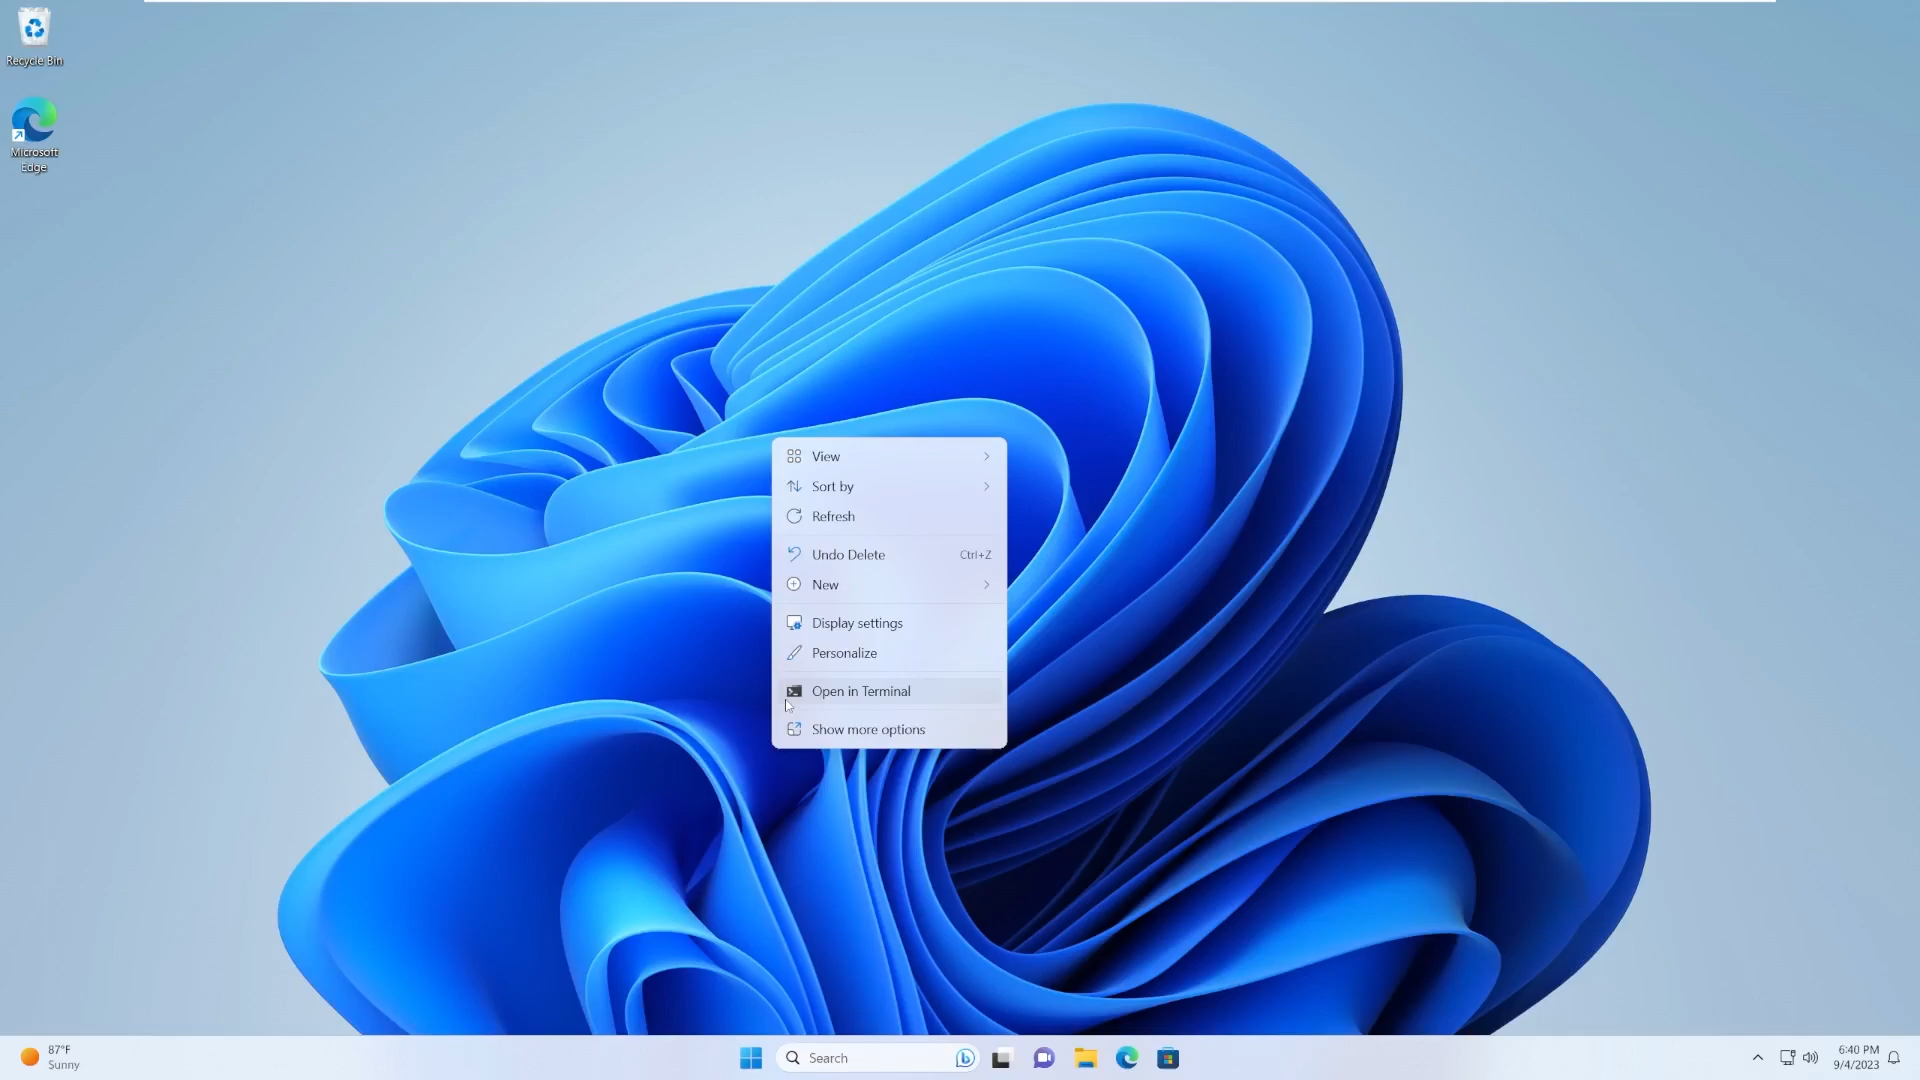 Recycle Bin
Microsoft
Edge
View
Sort by
Refresh
Undo Delete Ctrl+Z
New
Display settings
Personalize
Open in Terminal
Show more options
87°F
Sunny
Search
6:40 PM
9/4/2023